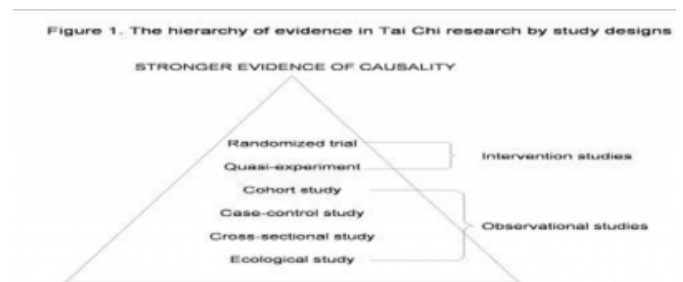 Figure 1. The hierarchy of evidence in Tai Chi research by study designs
STRONGER EVIDENCE OF CAUSALITY
Randomized trial
Quasi-experiment
Intervention studies
Cohort study
Case-control study
Cross-sectional study
Ecological study
Observational studies